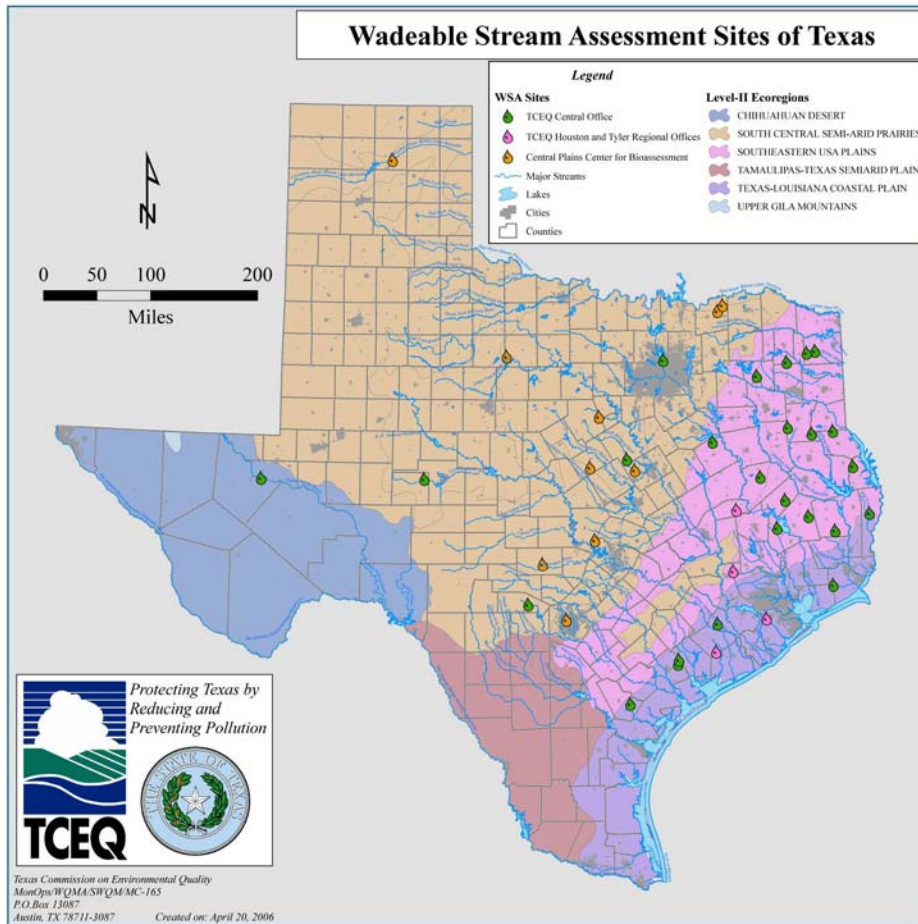 Wadeable Stream Assessment Sites of Texas
Legend
WSA Sites
TCEQ Central Office
TCEQ Houston and Tyler Regional Offices
Central Plains Center for Bioassessment
Major Streams
Lakes
Cities
Counties
Level-II Ecoregions
CHIHUAHUAN DESERT
SOUTH CENTRAL SEMI-ARID PRAIRIES
SOUTHEASTERN USA PLAINS
TAMAULIPAS-TEXAS SEMIARID PLAIN
TEXAS-LOUISIANA COASTAL PLAIN
UPPER GILA MOUNTAINS
N
0 50 100 200
Miles
Protecting Texas by
Reducing and
Preventing Pollution
THE STATE OF TEXAS
TCEQ
Texas Commission on Environmental Quality
MonOps/WQMA/SWQM/MC-165
P.O.Box 13087
Austin, TX 78711-3087 Created on: April 20, 2006